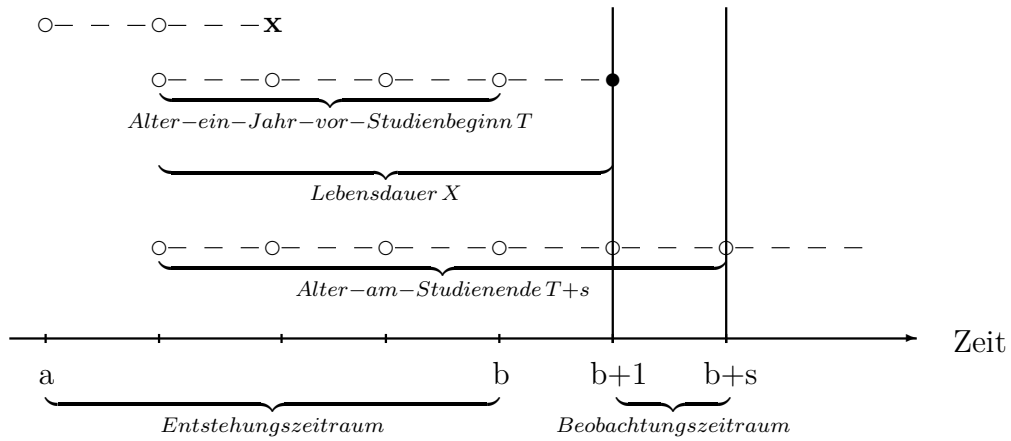 x
Alter−ein−Jahr−vor−Studienbeginn T
Lebensdauer X
Alter−am−Studienende T+s
Zeit
a b b+1 b+s
Entstehungszeitraum Beobachtungszeitraum